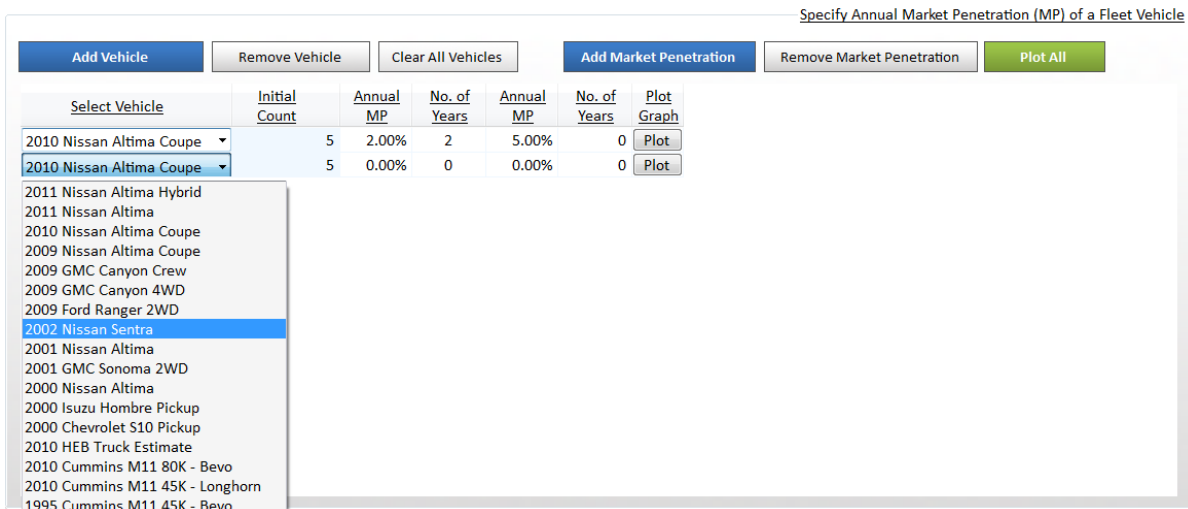 Specify Annual Market Penetration (MP) of a Fleet Vehicle
Add Vehicle Remove Vehicle Clear All Vehicles Add Market Penetration Remove Market Penetration Plot All
Select Vehicle Initial Count Annual MP No. of Years Annual MP No. of Years Plot Graph
2010 Nissan Altima Coupe 5 2.00% 2 5.00% 0 Plot
2010 Nissan Altima Coupe 5 0.00% 0 0.00% 0 Plot
2011 Nissan Altima Hybrid
2011 Nissan Altima
2010 Nissan Altima Coupe
2009 Nissan Altima Coupe
2009 GMC Canyon Crew
2009 GMC Canyon 4WD
2009 Ford Ranger 2WD
2002 Nissan Sentra
2001 Nissan Altima
2001 GMC Sonoma 2WD
2000 Nissan Altima
2000 Isuzu Hombre Pickup
2000 Chevrolet S10 Pickup
2010 HEB Truck Estimate
2010 Cummins M11 80K - Bevo
2010 Cummins M11 45K - Longhorn
1995 Cummins M11 45K - Bevo